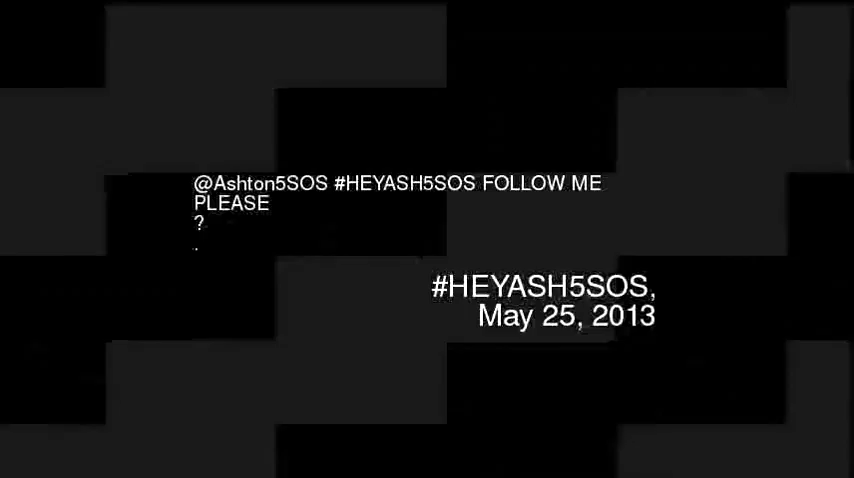 @Ashton5SOS #HEYASH5SOS FOLLOW ME
PLEASE
?
.
#HEYASH5SOS,
May 25, 2013